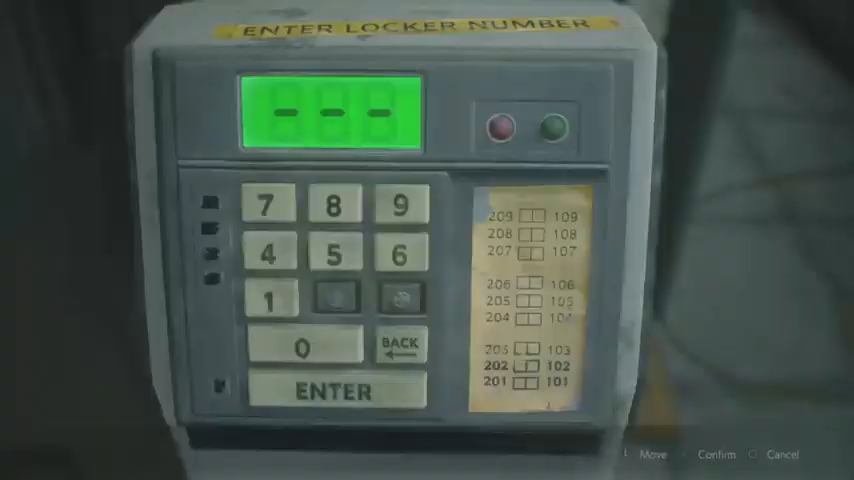 ENTER LOCKER NUMBER
- - -
7 8 9
4 5 6
1
0 BACK
ENTER
209 109
208 108
207 107
206 106
205 105
204 104
203 103
202 102
201 101
Move Confirm Cancel